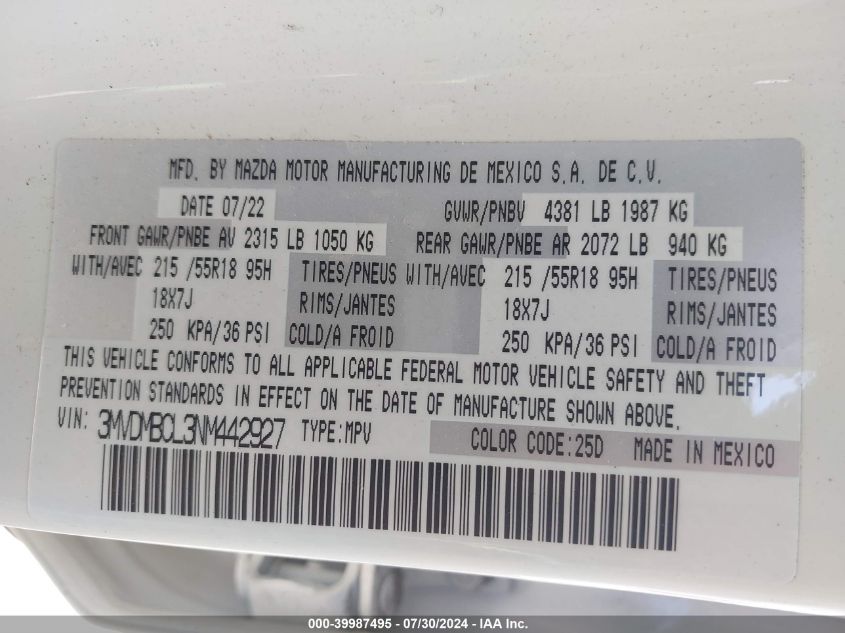 MFD. BY MAZDA MOTOR MANUFACTURING DE MEXICO S.A. DE C.V.
DATE 07/22 GVWR/PNBV 4381 LB 1987 KG
FRONT GAWR/PNBE AV 2315 LB 1050 KG REAR GAWR/PNBE AR 2072 LB 940 KG
WITH/AVEC 215 /55R18 95H TIRES/PNEUS WITH/AVEC 215 /55R18 95H TIRES/PNEUS
18X7J RIMS/JANTES 18X7J RIMS/JANTES
250 KPA/36 PSI COLD/A FROID 250 KPA/36 PSI COLD/A FROID
THIS VEHICLE CONFORMS TO ALL APPLICABLE FEDERAL MOTOR VEHICLE SAFETY AND THEFT
PREVENTION STANDARDS IN EFFECT ON THE DATE OF MANUFACTURE SHOWN ABOVE.
VIN: 3MVDMBCL3NM442927 TYPE:MPV COLOR CODE:25D MADE IN MEXICO
000-39987495 - 07/30/2024 - IAA Inc.